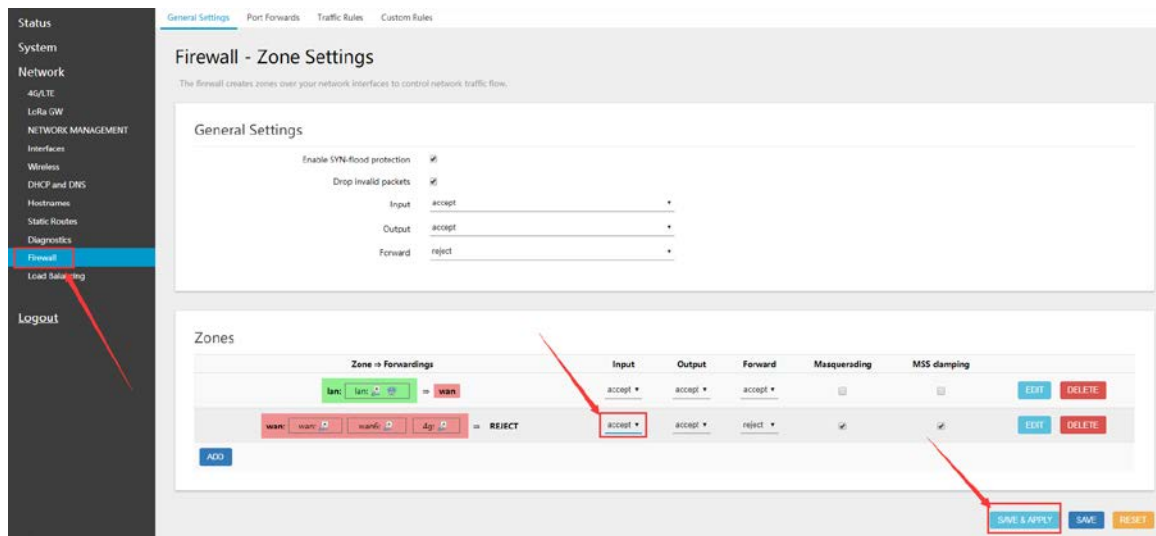 Status
System
Network
4G/LTE
LoRa GW
NETWORK MANAGEMENT
Interfaces
Wireless
DHCP and DNS
Hostnames
Static Routes
Diagnostics
Firewall
Load Balancing
Logout
General Settings Port Forwards Traffic Rules Custom Rules
Firewall - Zone Settings
The firewall creates zones over your network interfaces to control network traffic flow.
General Settings
Enable SYN-flood protection
Drop invalid packets
Input accept
Output accept
Forward reject
Zones
Zone ⇒ Forwardings Input Output Forward Masquerading MSS clamping
lan: lan: ⇒ wan accept accept accept EDIT DELETE
wan: wan: wan6: 4g: ⇒ REJECT accept accept reject EDIT DELETE
ADD
SAVE & APPLY SAVE RESET